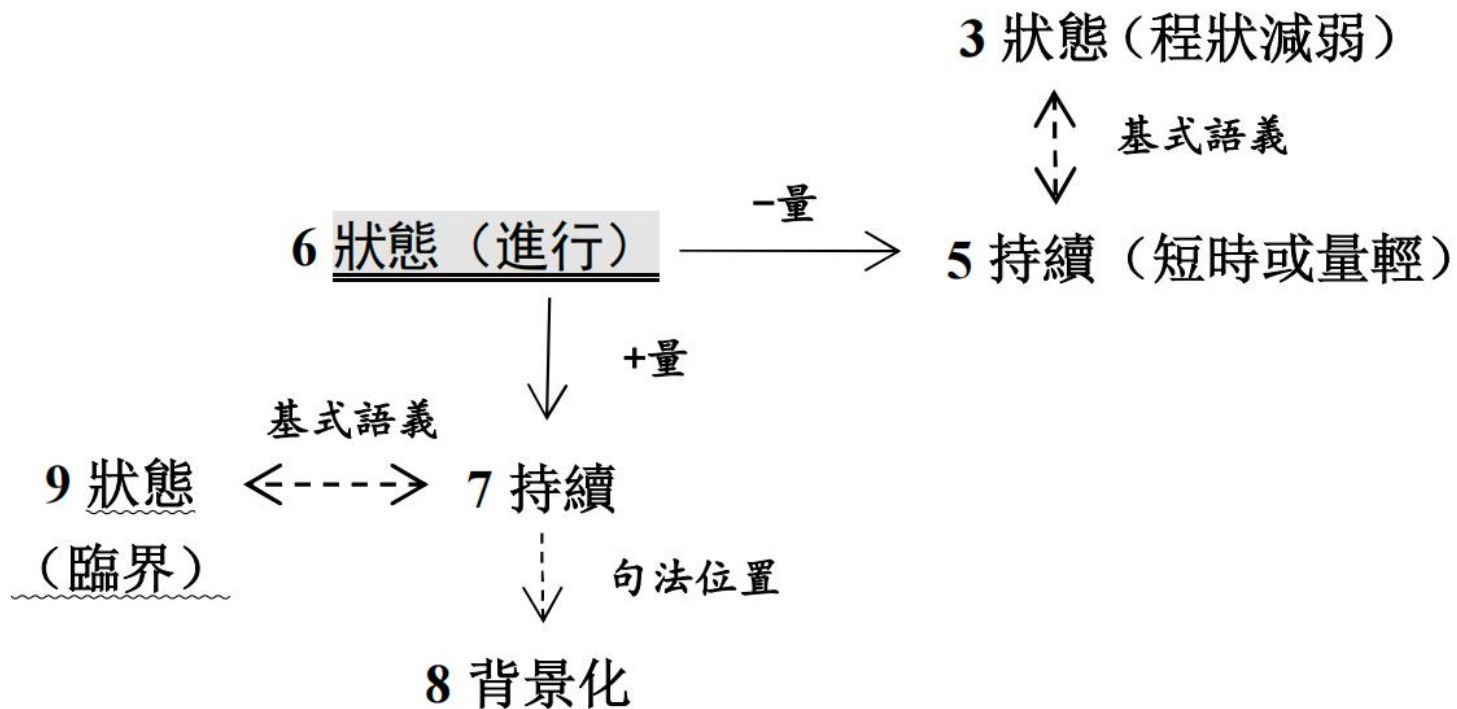 3 狀態（程狀減弱）
基式語義
−量
6 狀態（進行）
5 持續（短時或量輕）
+量
基式語義
9 狀態
（臨界）
7 持續
句法位置
8 背景化